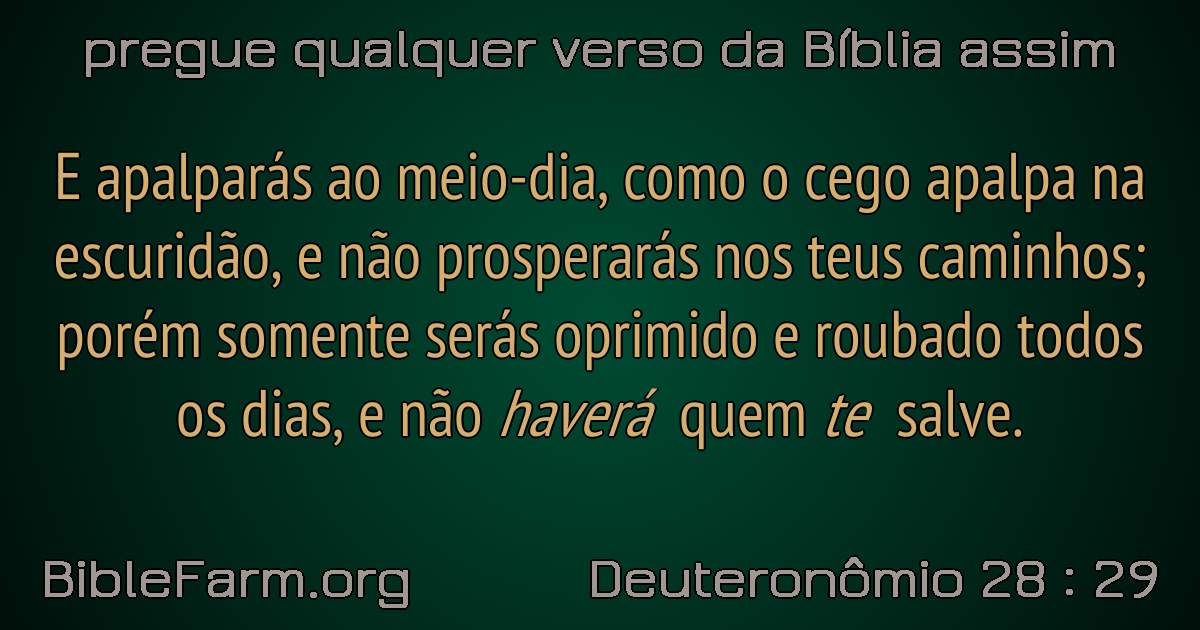 pregue qualquer verso da Bíblia assim
E apalparás ao meio-dia, como o cego apalpa na
escuridão, e não prosperarás nos teus caminhos;
porém somente serás oprimido e roubado todos
os dias, e não haverá quem te salve.
BibleFarm.org
Deuteronômio 28 : 29